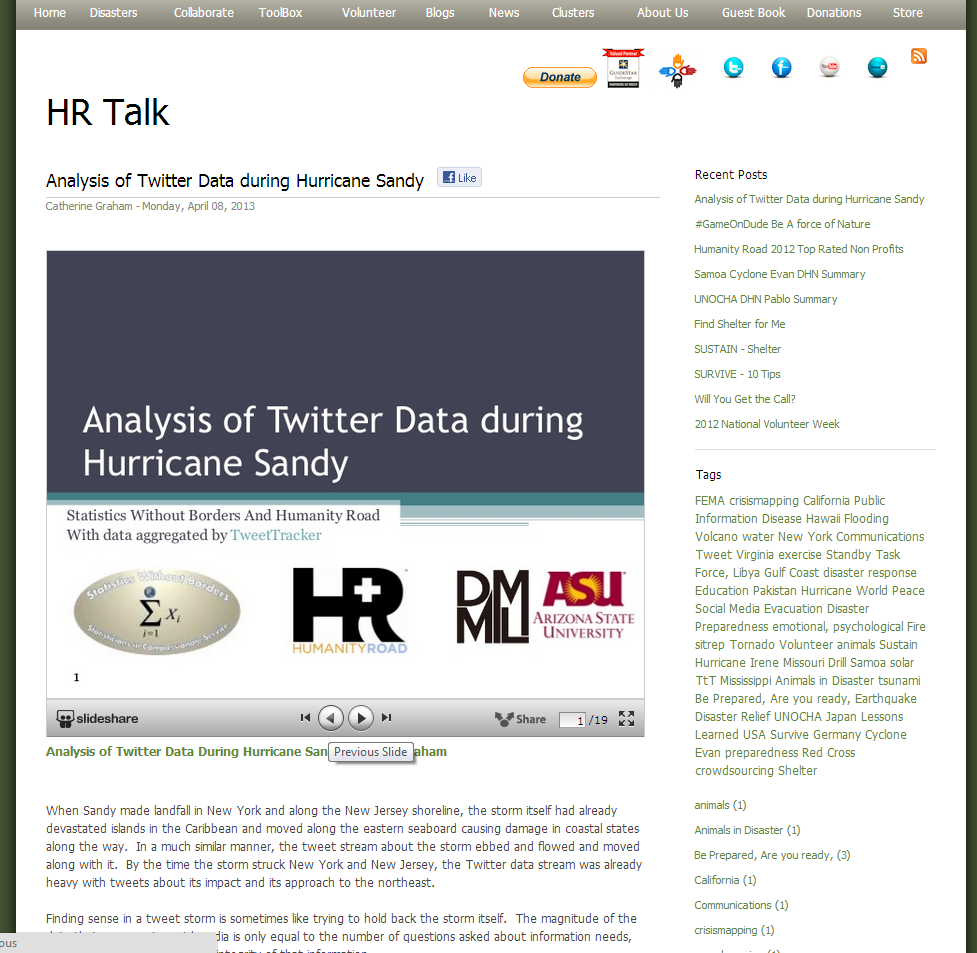 Home Disasters Collaborate ToolBox Volunteer Blogs News Clusters About Us Guest Book Donations Store
Donate
Valued Partner
GUIDESTAR
Exchange
HR Talk
Analysis of Twitter Data during Hurricane Sandy
Like
Catherine Graham - Monday, April 08, 2013
Analysis of Twitter Data during
Hurricane Sandy
Statistics Without Borders And Humanity Road
With data aggregated by TweetTracker
Statistics Without Borders
Σ Xi
i=1
Statisticians in Compassionate Service
HR
HUMANITYROAD
DMML
ASU
ARIZONA STATE
UNIVERSITY
1
slideshare
Share
1 /19
Analysis of Twitter Data During Hurricane San
aham
Previous Slide
When Sandy made landfall in New York and along the New Jersey shoreline, the storm itself had already
devastated islands in the Caribbean and moved along the eastern seaboard causing damage in coastal states
along the way. In a much similar manner, the tweet stream about the storm ebbed and flowed and moved
along with it. By the time the storm struck New York and New Jersey, the Twitter data stream was already
heavy with tweets about its impact and its approach to the northeast.
Finding sense in a tweet storm is sometimes like trying to hold back the storm itself. The magnitude of the
dia is only equal to the number of questions asked about information needs,
ous
integrity of that information.
Recent Posts
Analysis of Twitter Data during Hurricane Sandy
#GameOnDude Be A force of Nature
Humanity Road 2012 Top Rated Non Profits
Samoa Cyclone Evan DHN Summary
UNOCHA DHN Pablo Summary
Find Shelter for Me
SUSTAIN - Shelter
SURVIVE - 10 Tips
Will You Get the Call?
2012 National Volunteer Week
Tags
FEMA crisismapping California Public
Information Disease Hawaii Flooding
Volcano water New York Communications
Tweet Virginia exercise Standby Task
Force, Libya Gulf Coast disaster response
Education Pakistan Hurricane World Peace
Social Media Evacuation Disaster
Preparedness emotional, psychological Fire
sitrep Tornado Volunteer animals Sustain
Hurricane Irene Missouri Drill Samoa solar
TtT Mississippi Animals in Disaster tsunami
Be Prepared, Are you ready, Earthquake
Disaster Relief UNOCHA Japan Lessons
Learned USA Survive Germany Cyclone
Evan preparedness Red Cross
crowdsourcing Shelter
animals (1)
Animals in Disaster (1)
Be Prepared, Are you ready, (3)
California (1)
Communications (1)
crisismapping (1)